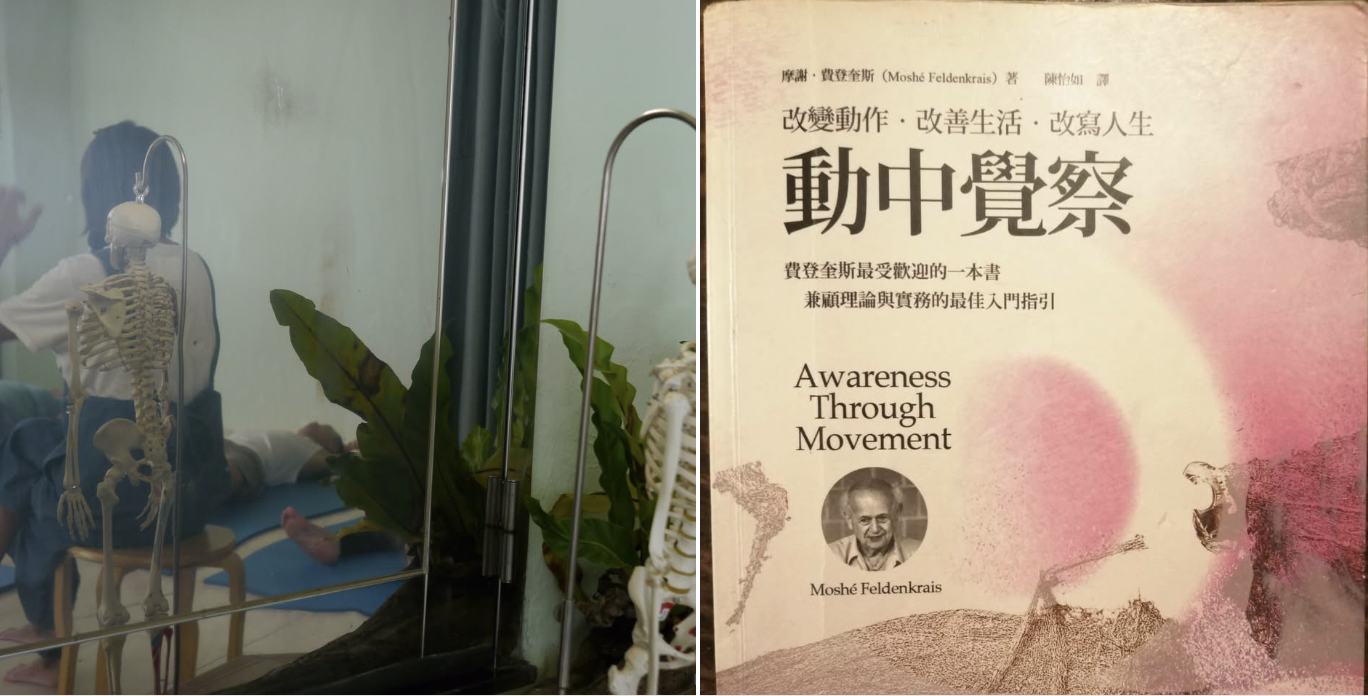 摩謝·費登奎斯（Moshé Feldenkrais）著　陳怡如　譯
改變動作·改善生活·改寫人生
動中覺察
費登奎斯最受歡迎的一本書
兼顧理論與實務的最佳入門指引
Awareness
Through
Movement
Moshé Feldenkrais